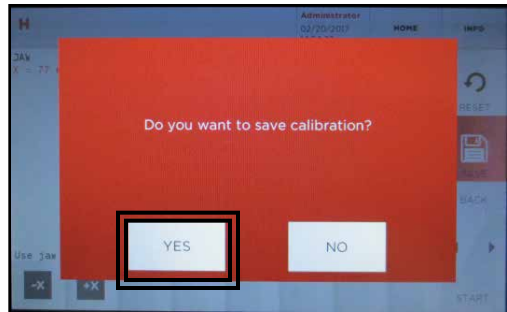 H
Administrator
02/20/2017
HOME
INFO
JAW
X = 77
RESET
Do you want to save calibration?
SAVE
BACK
YES
NO
Use jaw
-X
+X
START